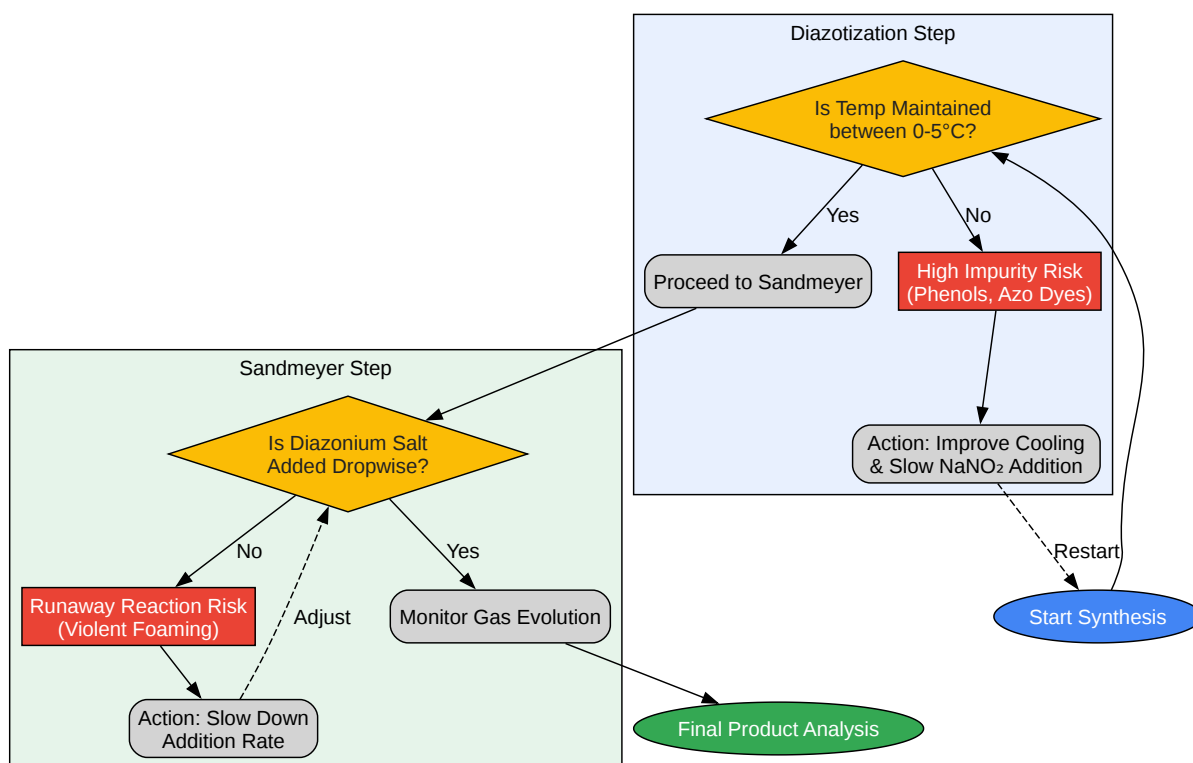 Diazotization Step
Is Temp Maintained
between 0-5°C?
Yes
No
Proceed to Sandmeyer
High Impurity Risk
(Phenols, Azo Dyes)
Action: Improve Cooling
& Slow NaNO₂ Addition
Restart
Start Synthesis
Sandmeyer Step
Is Diazonium Salt
Added Dropwise?
No
Yes
Runaway Reaction Risk
(Violent Foaming)
Adjust
Monitor Gas Evolution
Action: Slow Down
Addition Rate
Final Product Analysis